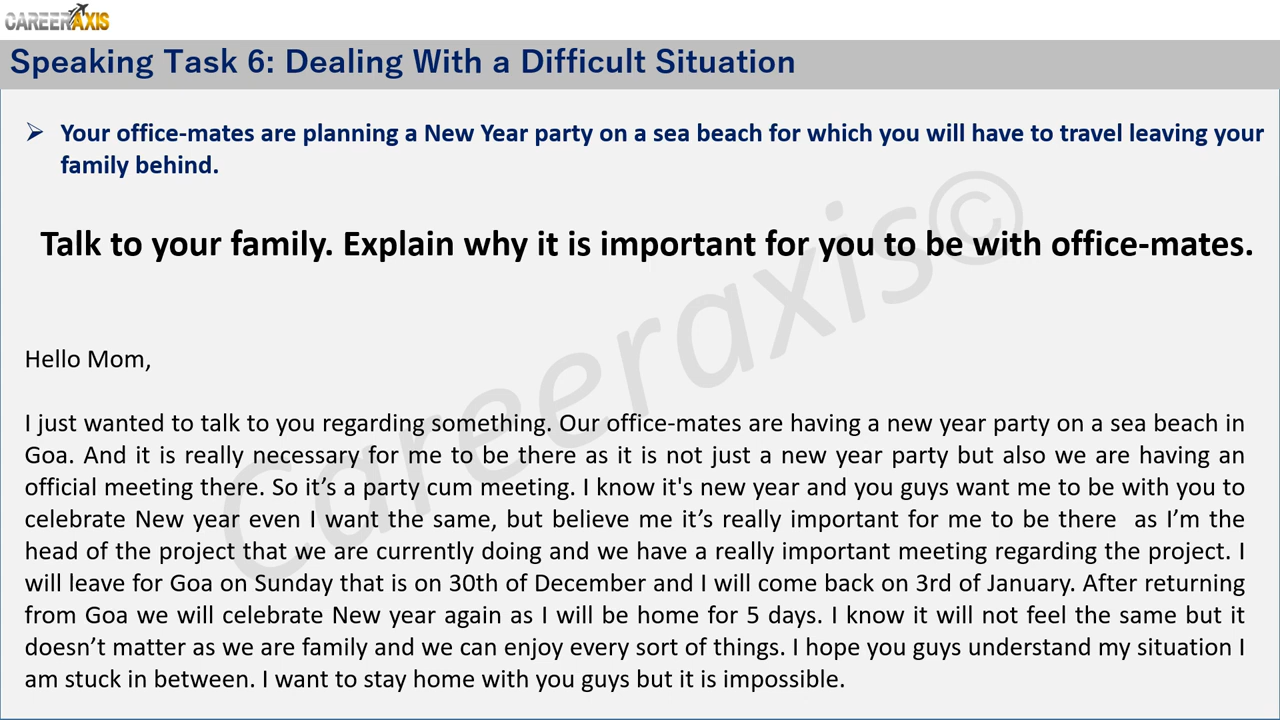 CAREERAXIS
Speaking Task 6: Dealing With a Difficult Situation
➢ Your office-mates are planning a New Year party on a sea beach for which you will have to travel leaving your
family behind.
Talk to your family. Explain why it is important for you to be with office-mates.
Careeraxis©
Hello Mom,
I just wanted to talk to you regarding something. Our office-mates are having a new year party on a sea beach in
Goa. And it is really necessary for me to be there as it is not just a new year party but also we are having an
official meeting there. So it’s a party cum meeting. I know it's new year and you guys want me to be with you to
celebrate New year even I want the same, but believe me it’s really important for me to be there  as I’m the
head of the project that we are currently doing and we have a really important meeting regarding the project. I
will leave for Goa on Sunday that is on 30th of December and I will come back on 3rd of January. After returning
from Goa we will celebrate New year again as I will be home for 5 days. I know it will not feel the same but it
doesn’t matter as we are family and we can enjoy every sort of things. I hope you guys understand my situation I
am stuck in between. I want to stay home with you guys but it is impossible.